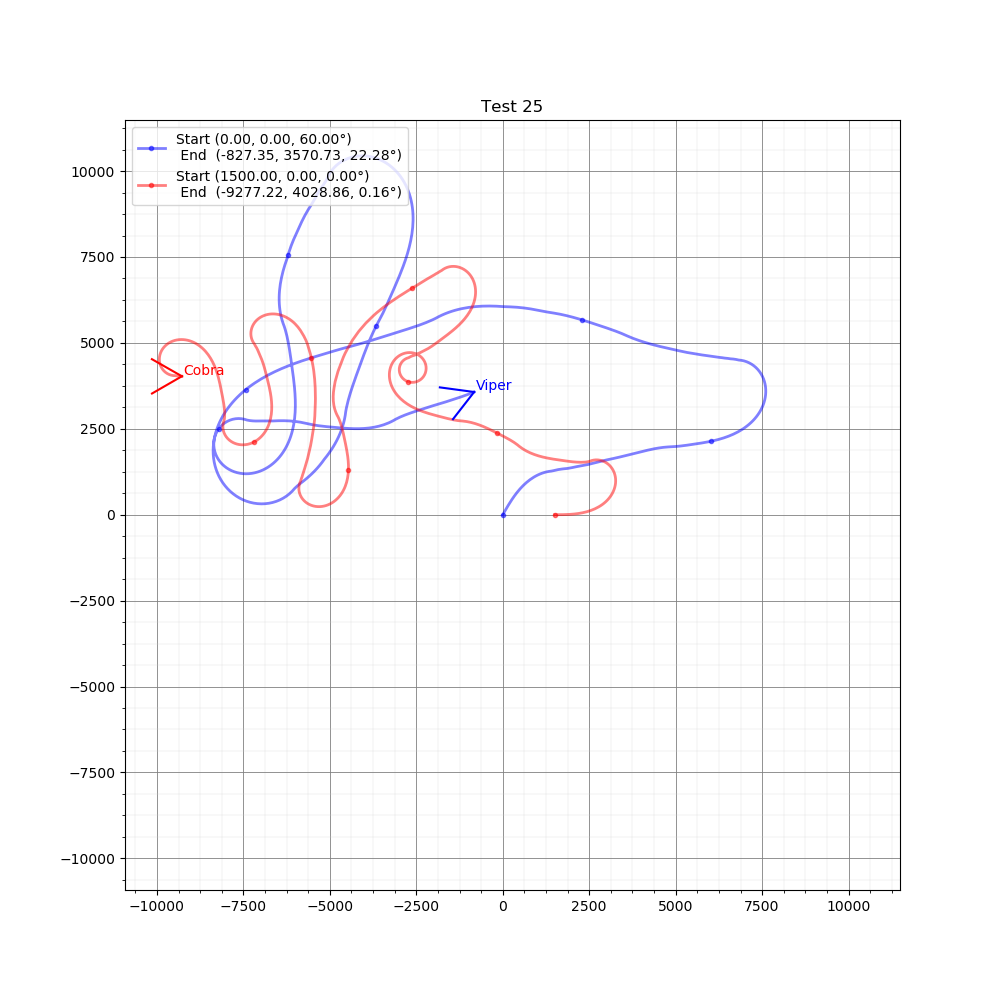 Test 25
Start (0.00, 0.00, 60.00°)
End  (-827.35, 3570.73, 22.28°)
Start (1500.00, 0.00, 0.00°)
End  (-9277.22, 4028.86, 0.16°)
10000
7500
5000
2500
0
−2500
−5000
−7500
−10000
Cobra
Viper
−10000 −7500 −5000 −2500 0 2500 5000 7500 10000